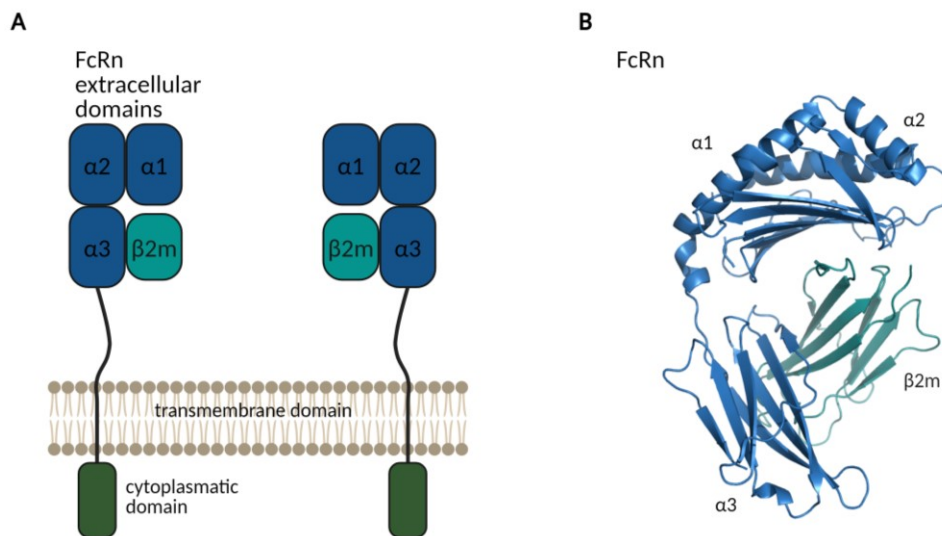 A
FcRn
extracellular
domains
α2 α1
α3 β2m
α1 α2
β2m α3
transmembrane domain
cytoplasmatic
domain
B
FcRn
α1
α2
β2m
α3